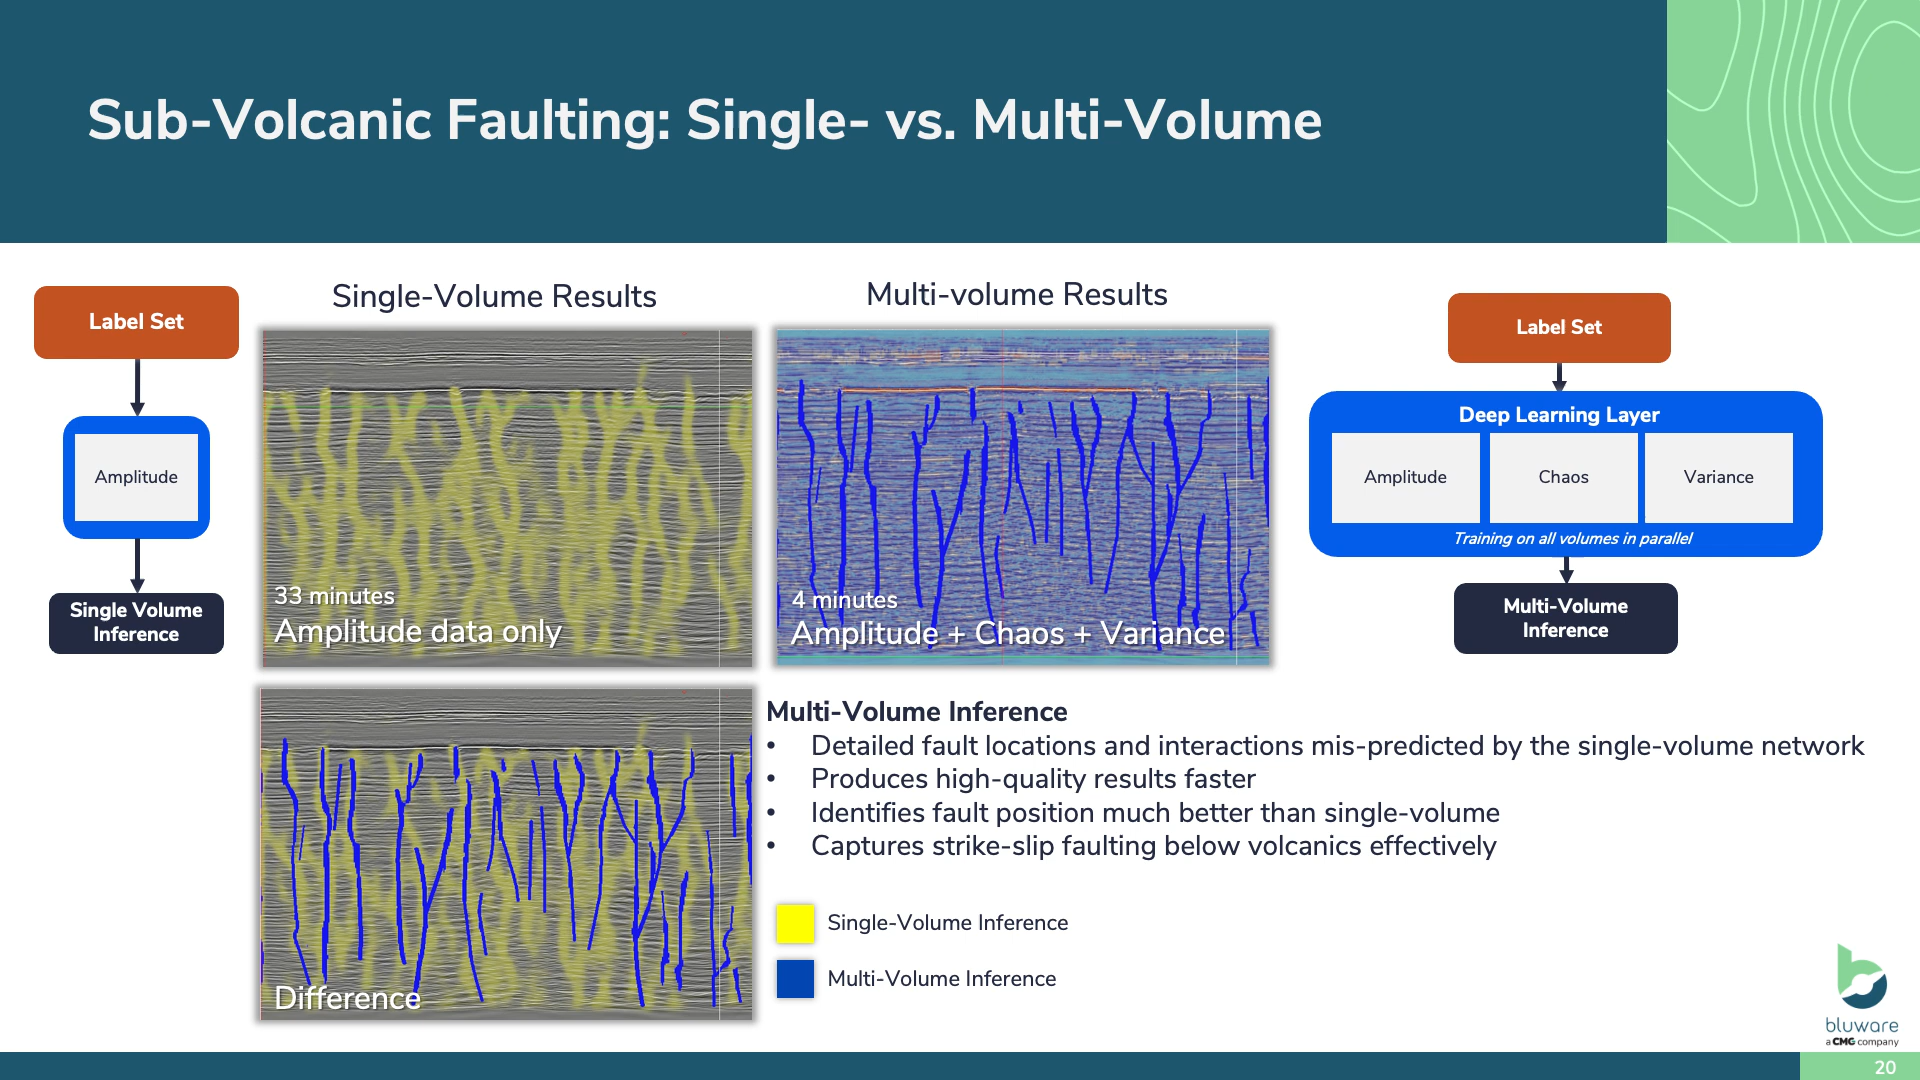 Sub-Volcanic Faulting: Single- vs. Multi-Volume
Label Set
Amplitude
Single Volume
Inference
Single-Volume Results
33 minutes
Amplitude data only
Multi-volume Results
4 minutes
Amplitude + Chaos + Variance
Label Set
Deep Learning Layer
Amplitude
Chaos
Variance
Training on all volumes in parallel
Multi-Volume
Inference
Difference
Multi-Volume Inference
• Detailed fault locations and interactions mis-predicted by the single-volume network
• Produces high-quality results faster
• Identifies fault position much better than single-volume
• Captures strike-slip faulting below volcanics effectively
Single-Volume Inference
Multi-Volume Inference
bluware
a CMG company
20